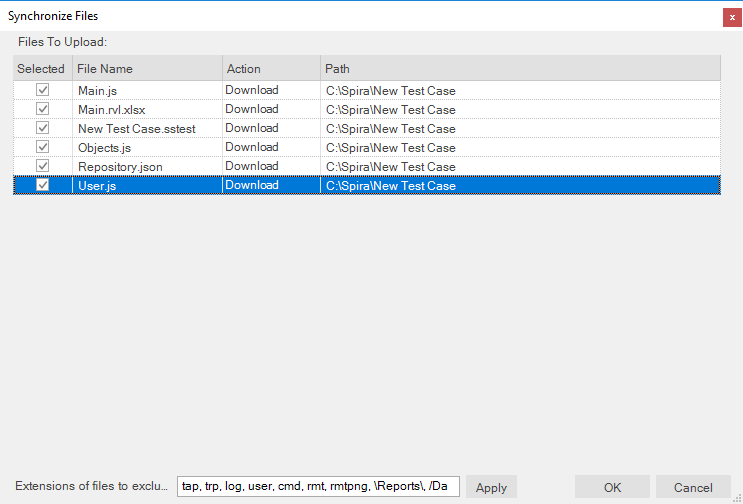 Synchronize Files
x
Files To Upload:
Selected File Name Action Path
Main.js Download C:\Spira\New Test Case
Main.rvl.xlsx Download C:\Spira\New Test Case
New Test Case.sstest Download C:\Spira\New Test Case
Objects.js Download C:\Spira\New Test Case
Repository.json Download C:\Spira\New Test Case
User.js Download C:\Spira\New Test Case
Extensions of files to exclu... tap, trp, log, user, cmd, rmt, rmtpng, \Reports\, /Da Apply OK Cancel